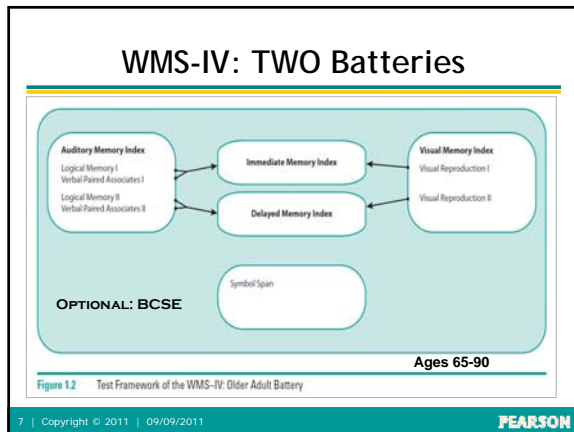 WMS-IV: TWO Batteries
Auditory Memory Index
Logical Memory I
Verbal Paired Associates I
Logical Memory II
Verbal Paired Associates II
Immediate Memory Index
Delayed Memory Index
Visual Memory Index
Visual Reproduction I
Visual Reproduction II
Symbol Span
OPTIONAL: BCSE
Ages 65-90
Figure 1.2 Test Framework of the WMS–IV: Older Adult Battery
7 | Copyright © 2011 | 09/09/2011
PEARSON